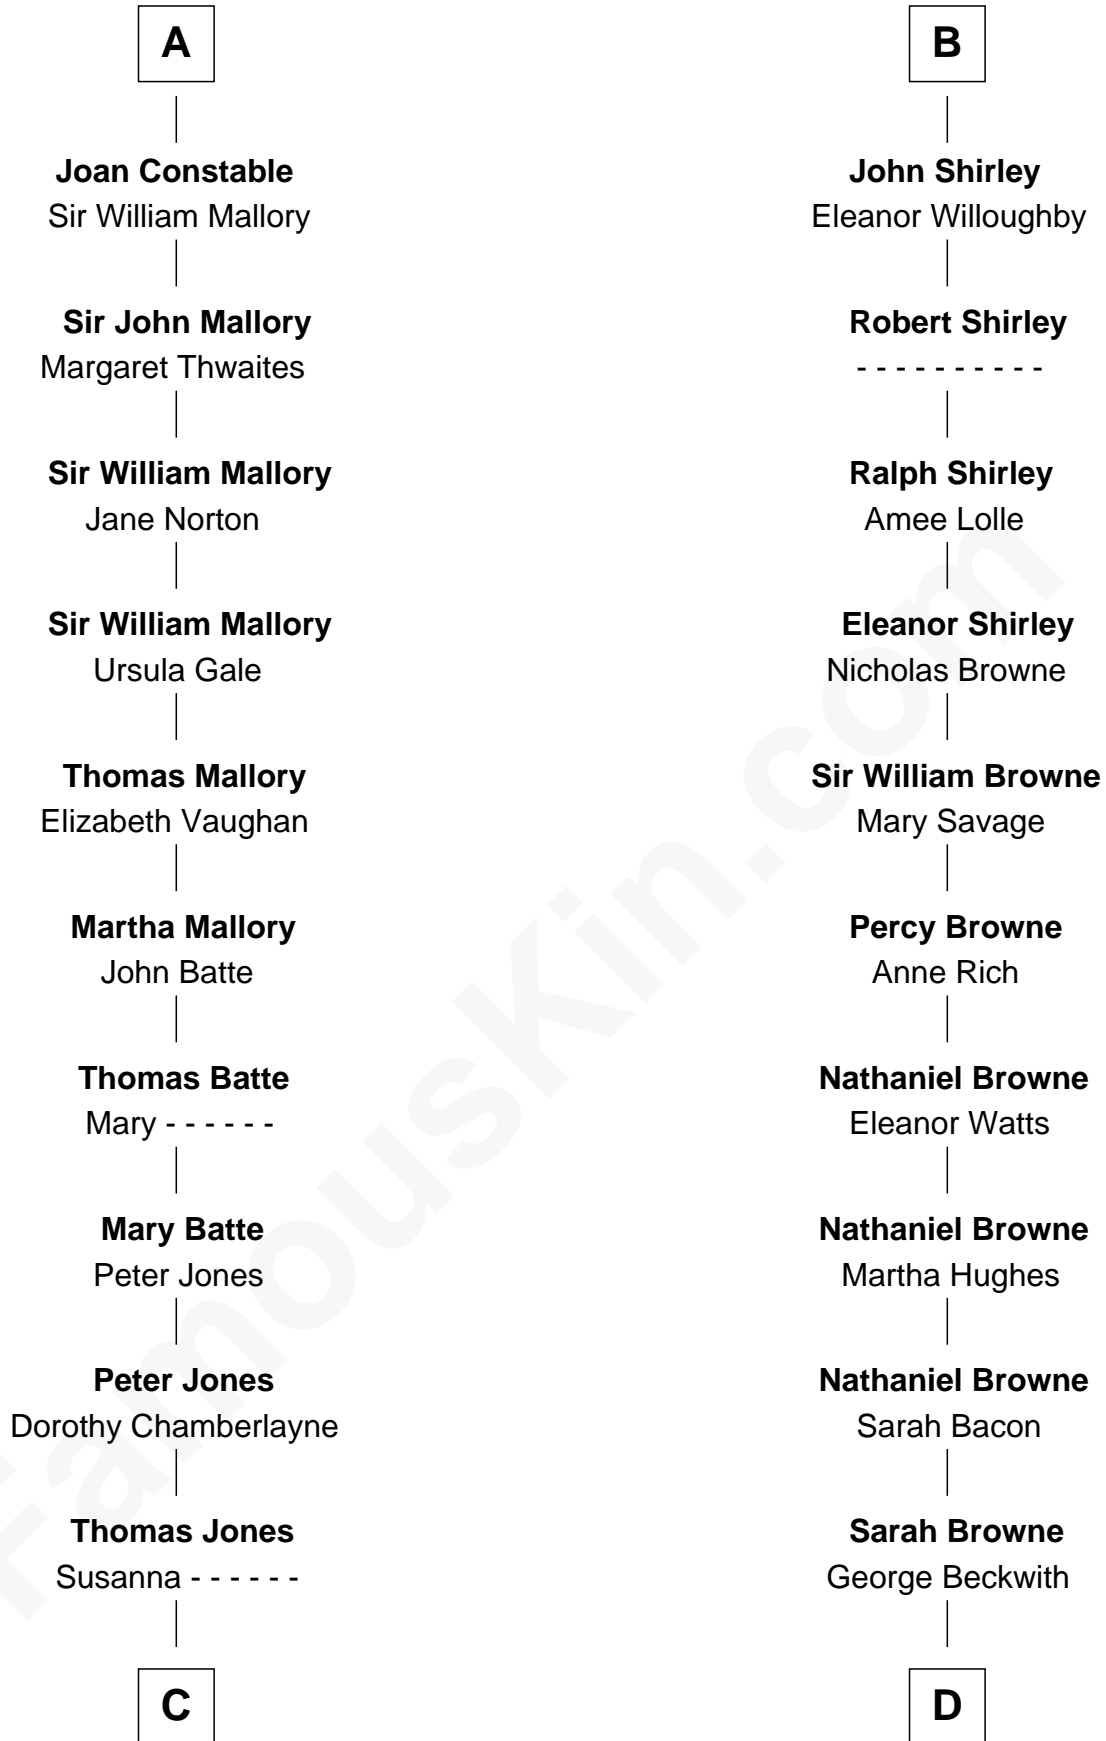 A
Joan Constable
Sir William Mallory
Sir John Mallory
Margaret Thwaites
Sir William Mallory
Jane Norton
Sir William Mallory
Ursula Gale
Thomas Mallory
Elizabeth Vaughan
Martha Mallory
John Batte
Thomas Batte
Mary - - - - - -
Mary Batte
Peter Jones
Peter Jones
Dorothy Chamberlayne
Thomas Jones
Susanna - - - - - -
C
B
John Shirley
Eleanor Willoughby
Robert Shirley
- - - - - - - - - -
Ralph Shirley
Amee Lolle
Eleanor Shirley
Nicholas Browne
Sir William Browne
Mary Savage
Percy Browne
Anne Rich
Nathaniel Browne
Eleanor Watts
Nathaniel Browne
Martha Hughes
Nathaniel Browne
Sarah Bacon
Sarah Browne
George Beckwith
D
FamousKin.com